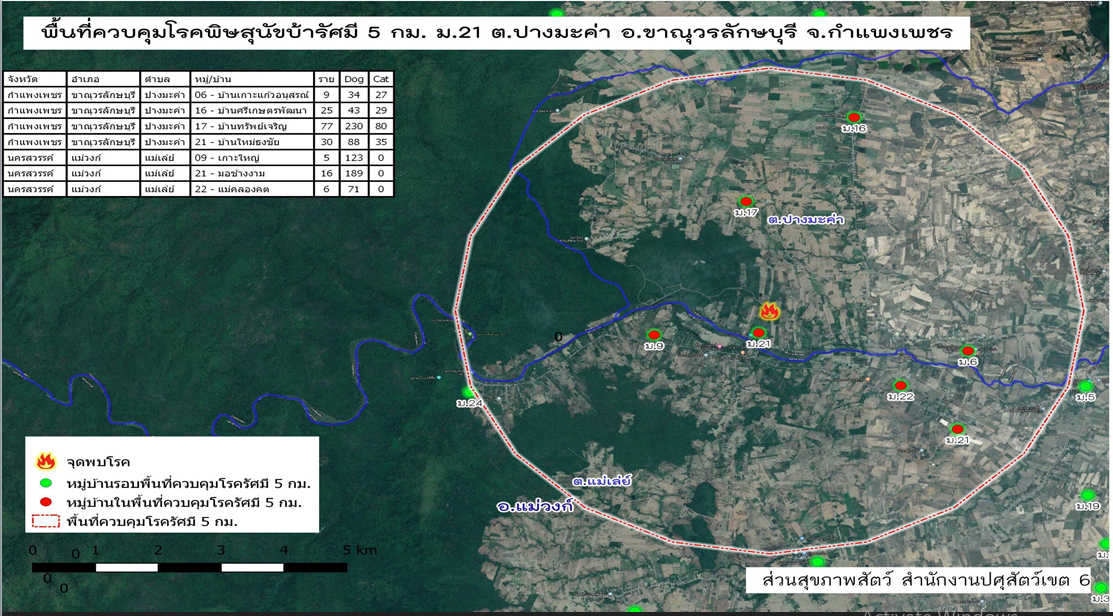 พื้นที่ควบคุมโรคพิษสุนัขบ้ารัศมี 5 กม. ม.21 ต.ปางมะค่า อ.ขาณุวรลักษบุรี จ.กำแพงเพชร
จังหวัด อำเภอ ตำบล หมู่/บ้าน ราย Dog Cat
กำแพงเพชร ขาณุวรลักษบุรี ปางมะค่า 06 - บ้านเกาะแก้วอนุสรณ์ 9 34 27
กำแพงเพชร ขาณุวรลักษบุรี ปางมะค่า 16 - บ้านศรีเกษตรพัฒนา 25 43 29
กำแพงเพชร ขาณุวรลักษบุรี ปางมะค่า 17 - บ้านทรัพย์เจริญ 77 230 80
กำแพงเพชร ขาณุวรลักษบุรี ปางมะค่า 21 - บ้านใหม่ธงชัย 30 88 35
นครสวรรค์ แม่วงก์ แม่เล่ย์ 09 - เกาะใหญ่ 5 123 0
นครสวรรค์ แม่วงก์ แม่เล่ย์ 21 - มอช้างงาม 16 189 0
นครสวรรค์ แม่วงก์ แม่เล่ย์ 22 - แม่คลองคต 6 71 0
ม.16
ม.17
ต.ปางมะค่า
0
ม.9
ม.21
ม.6
ม.22
ม.5
ม.24
ม.21
ต.แม่เล่ย์
อ.แม่วงก์
ม.19
ม.
ม.3
จุดพบโรค
หมู่บ้านรอบพื้นที่ควบคุมโรครัศมี 5 กม.
หมู่บ้านในพื้นที่ควบคุมโรครัศมี 5 กม.
พื้นที่ควบคุมโรครัศมี 5 กม.
0 0 1 2 3 4 5 km
0 0
ส่วนสุขภาพสัตว์ สำนักงานปศุสัตว์เขต 6
Activate Windows